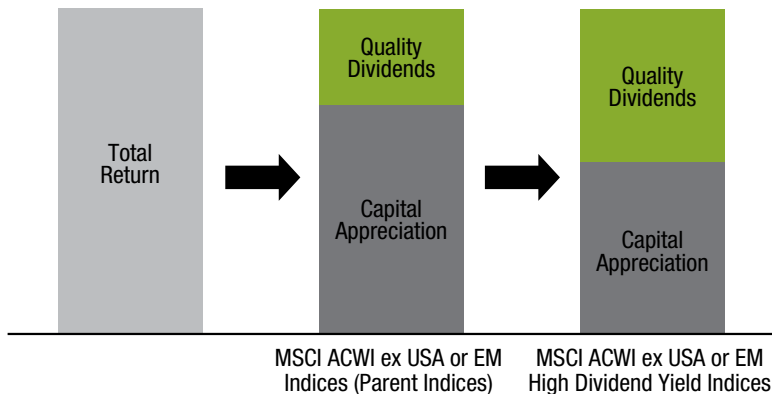 Total
Return
Quality
Dividends
Capital
Appreciation
Quality
Dividends
Capital
Appreciation
MSCI ACWI ex USA or EM
Indices (Parent Indices)
MSCI ACWI ex USA or EM
High Dividend Yield Indices